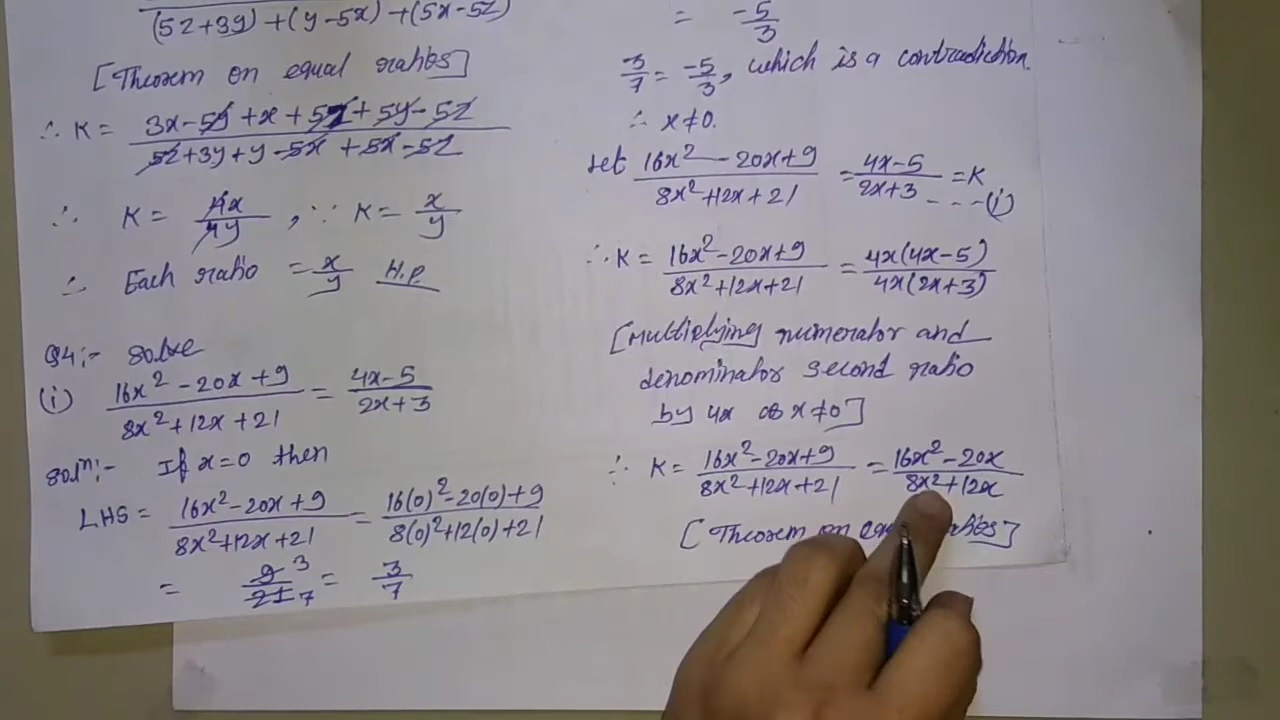 (5z+3y) + (y-5x) + (5x-5z)
[Theorem on equal ratios]
∴ K = 3x-5y+x+5z+5y-5z / 5z+3y+y-5x+5x-5z
∴ K = 4x/4y , ∵ K = x/y
∴ Each ratio = x/y H.P.
Q4:- Solve
(i) 16x²-20x+9 / 8x²+12x+21 = 4x-5 / 2x+3
Solⁿ:- If x=0 then
LHS = 16x²-20x+9 / 8x²+12x+21 = 16(0)²-20(0)+9 / 8(0)²+12(0)+21
= 9 3 / 21 7 = 3/7
= -5/3
3/7 = -5/3, which is a contradiction.
∴ x≠0.
let 16x²-20x+9 / 8x²+12x+21 = 4x-5 / 2x+3 = K ---(i)
∴ K = 16x²-20x+9 / 8x²+12x+21 = 4x(4x-5) / 4x(2x+3)
[Multiplying numerator and
denominator second ratio
by 4x as x≠0]
∴ K = 16x²-20x+9 / 8x²+12x+21 = 16x²-20x / 8x²+12x
[Theorem on